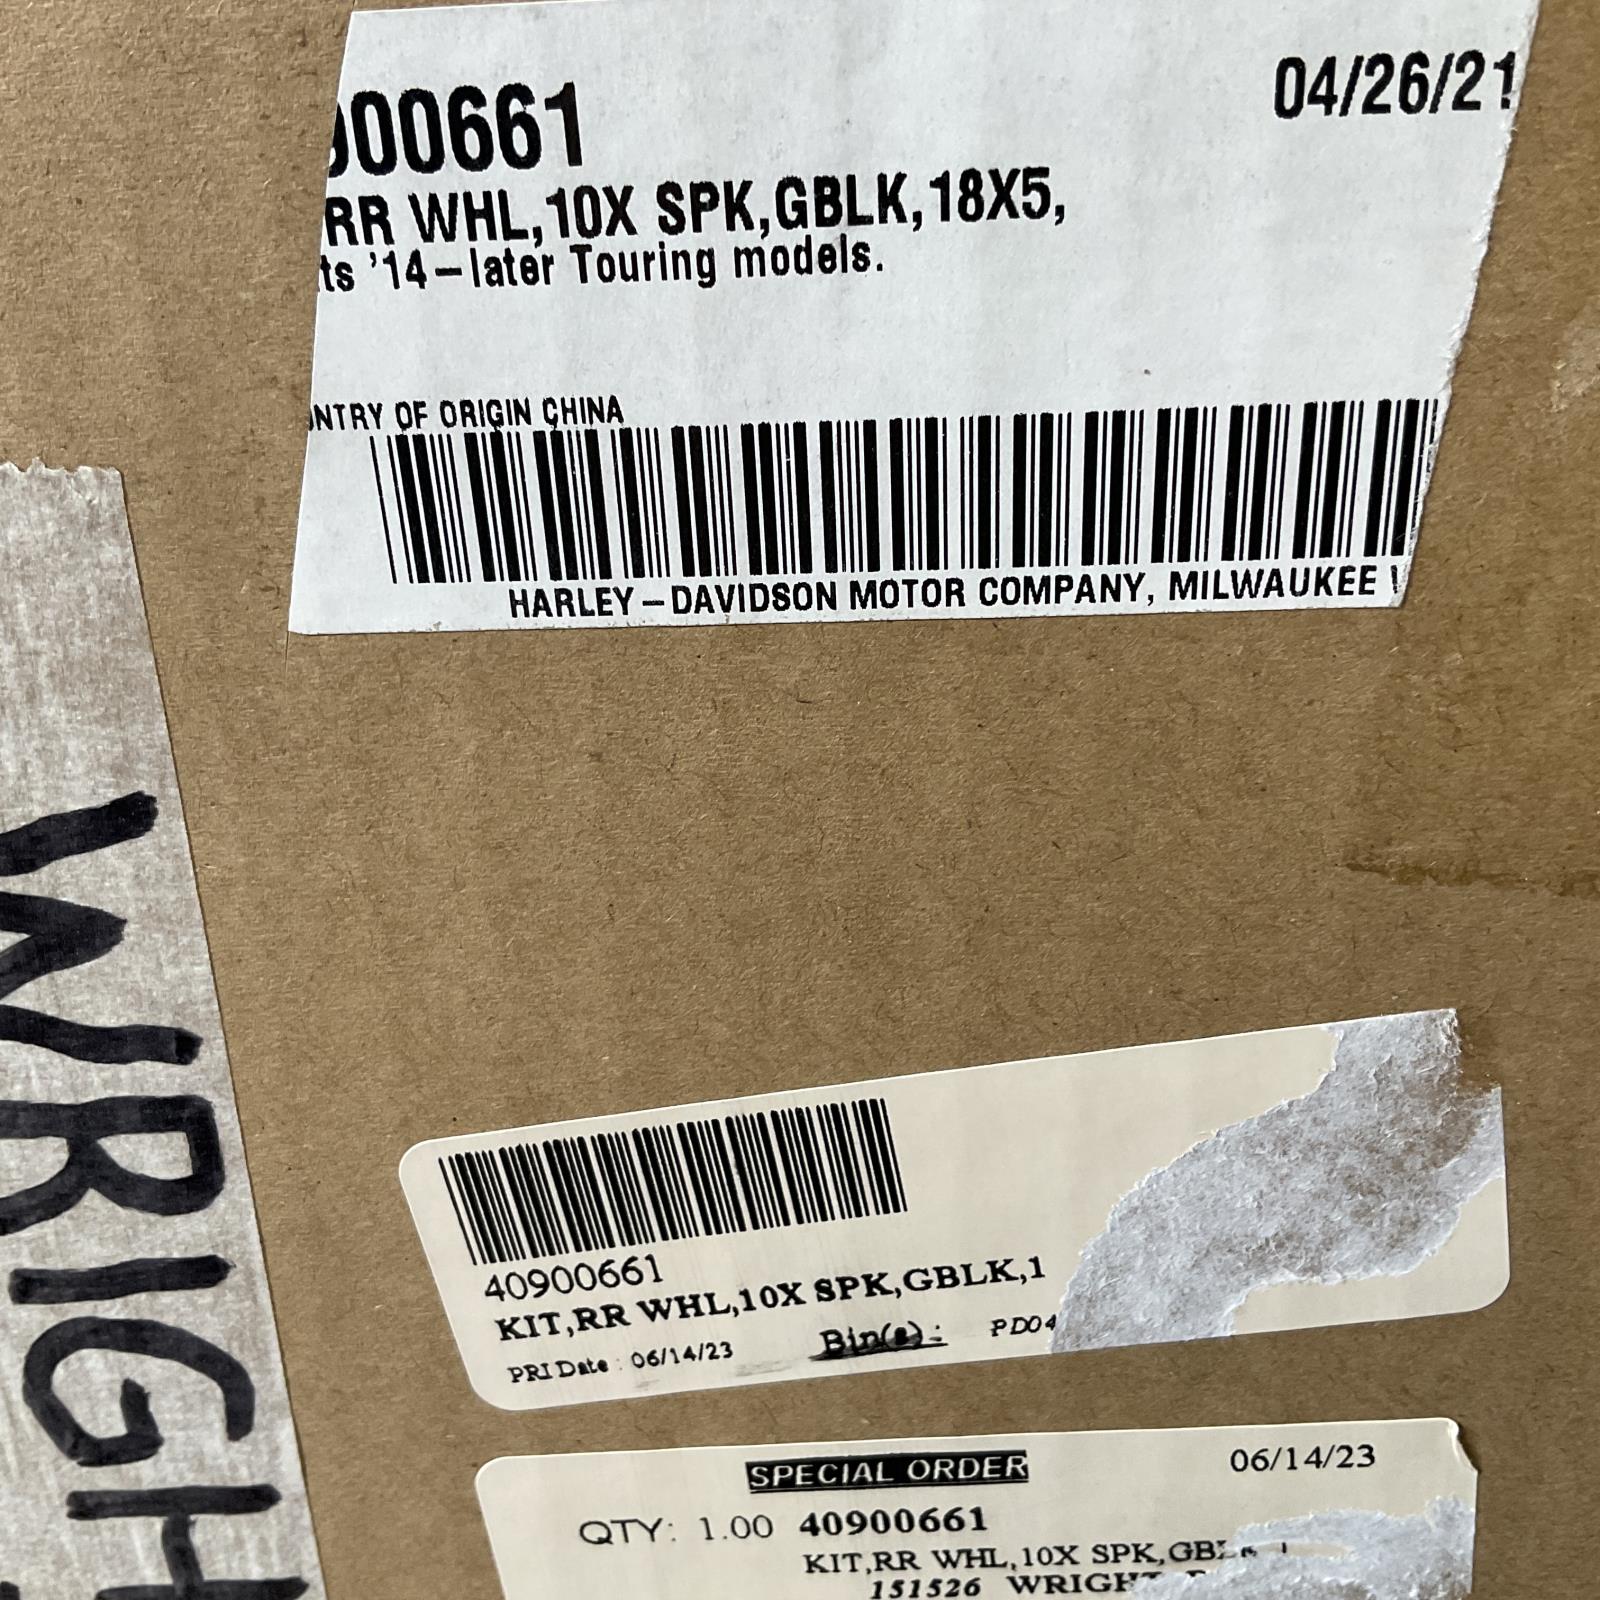 00661
04/26/21
RR WHL,10X SPK,GBLK,18X5,
ts '14-later Touring models.
NTRY OF ORIGIN CHINA
HARLEY-DAVIDSON MOTOR COMPANY, MILWAUKEE
WRIGH
40900661
KIT,RR WHL,10X SPK,GBLK,1
PRI Date : 06/14/23 Bin(s): PD04
SPECIAL ORDER 06/14/23
QTY: 1.00 40900661
KIT,RR WHL,10X SPK,GB
151526 WRIGH